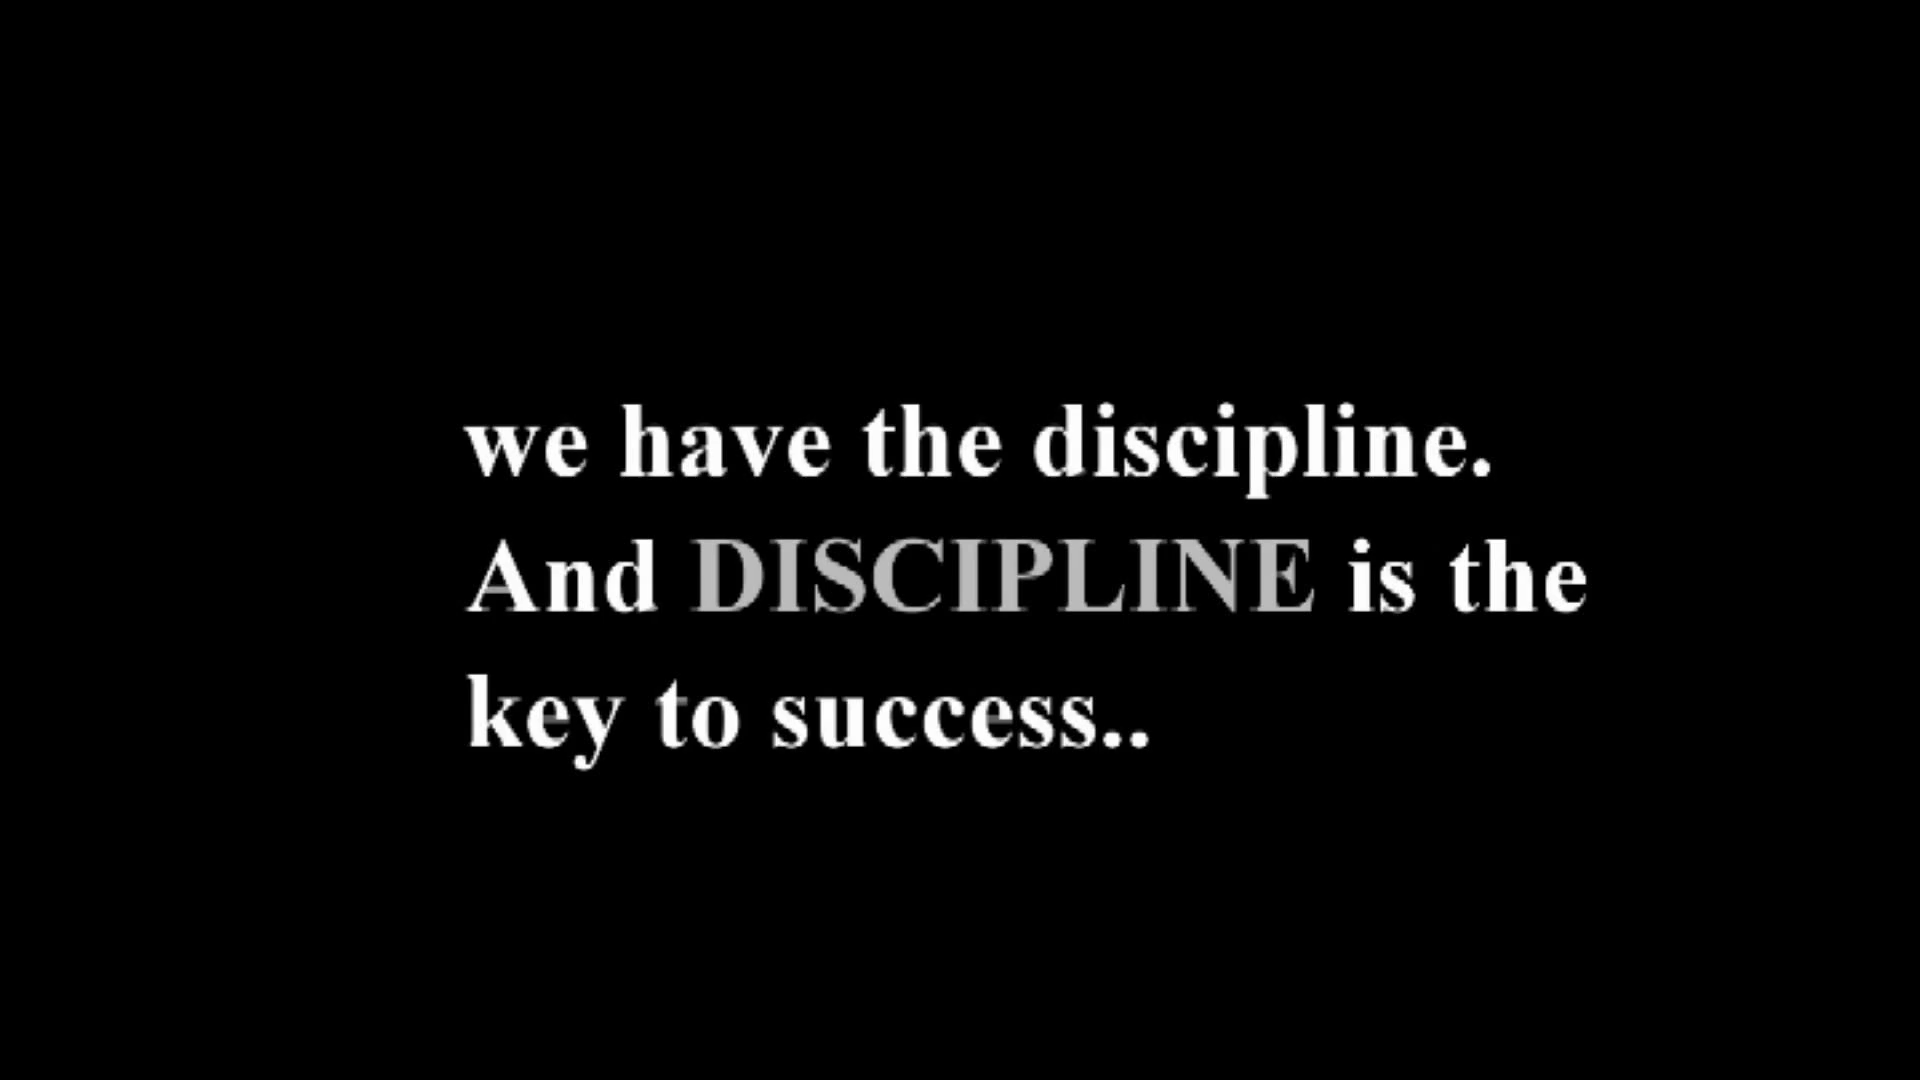 we have the discipline.
And DISCIPLINE is the
key to success..